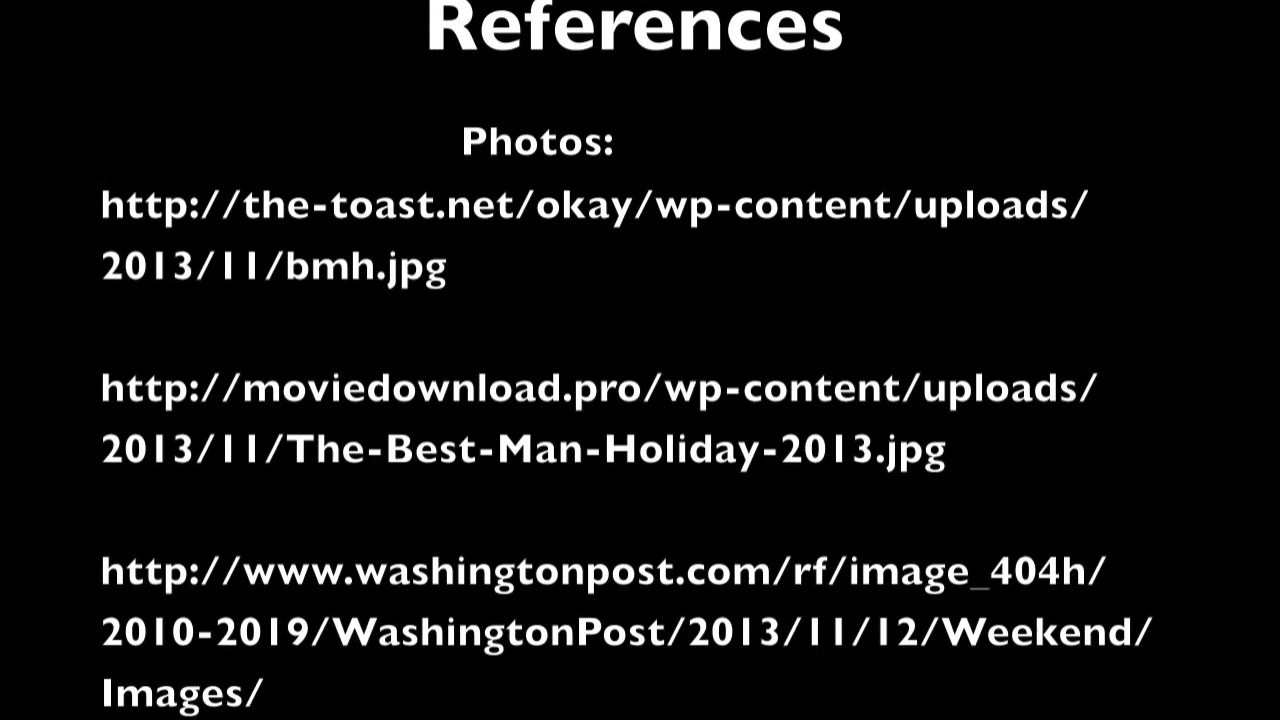 References
Photos:
http://the-toast.net/okay/wp-content/uploads/
2013/11/bmh.jpg
http://moviedownload.pro/wp-content/uploads/
2013/11/The-Best-Man-Holiday-2013.jpg
http://www.washingtonpost.com/rf/image_404h/
2010-2019/WashingtonPost/2013/11/12/Weekend/
Images/